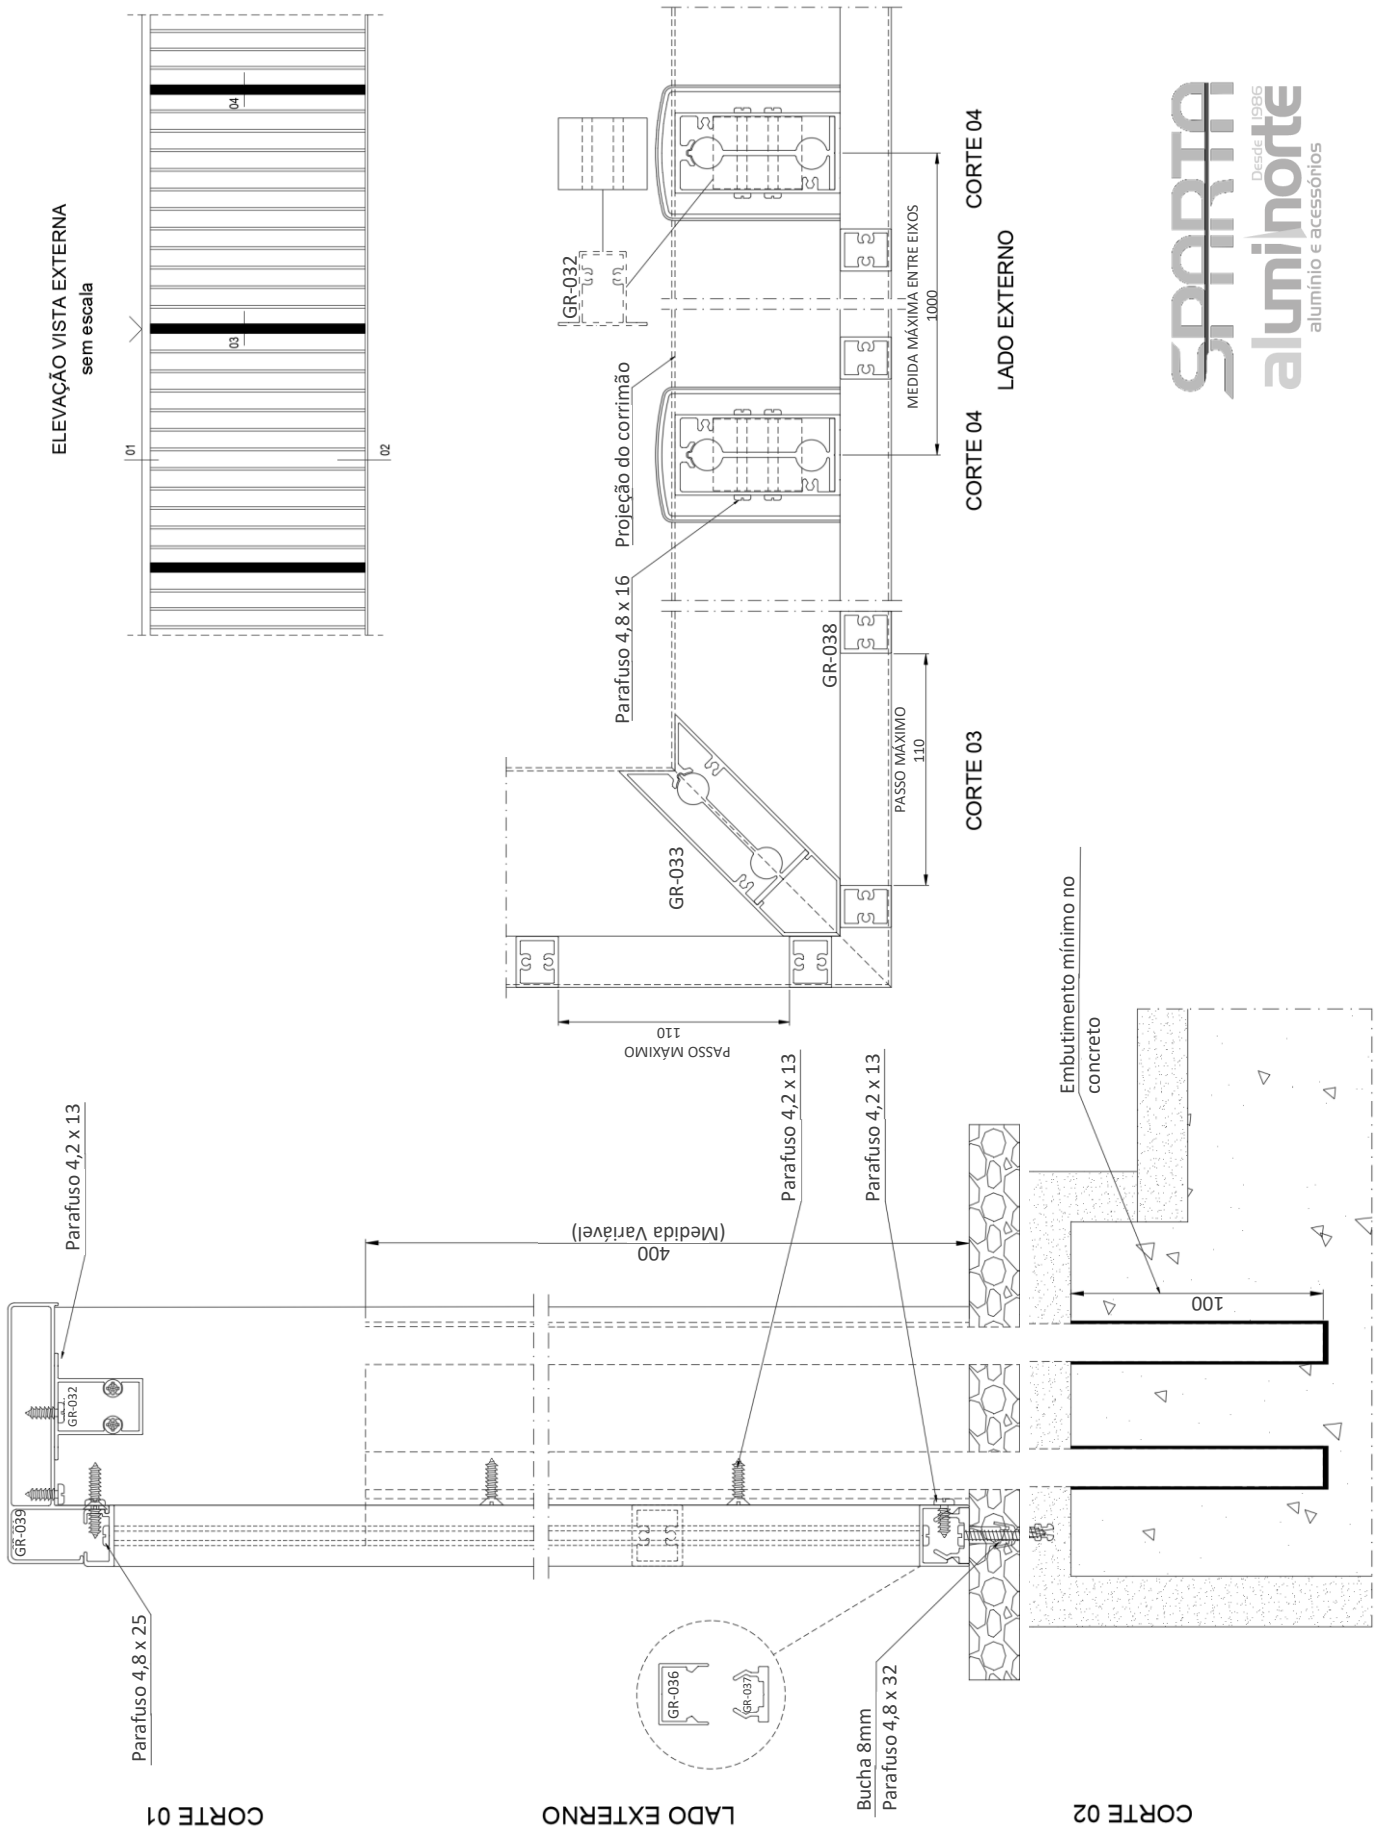 ELEVAÇÃO VISTA EXTERNA
sem escala
01
02
03
04
GR-032
Projeção do corrimão
Parafuso 4,8 x 16
GR-033
GR-038
PASSO MÁXIMO
110
PASSO MÁXIMO
110
MEDIDA MÁXIMA ENTRE EIXOS
1000
CORTE 03
CORTE 04
CORTE 04
LADO EXTERNO
SPARTA
Desde 1986
alumínorte
alumínio e acessórios
Parafuso 4,2 x 13
GR-032
GR-039
Parafuso 4,8 x 25
400
(Medida Variável)
Parafuso 4,2 x 13
Parafuso 4,2 x 13
GR-036
GR-037
Bucha 8mm
Parafuso 4,8 x 32
Embutimento mínimo no
concreto
100
CORTE 01
LADO EXTERNO
CORTE 02